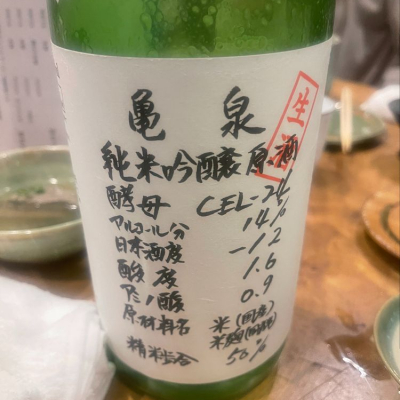 亀泉
生酒
純米吟醸原酒
酵母 CEL-24
アルコール分 14%
日本酒度 -12
酸度 1.6
アミノ酸 0.9
原材料名 米(国産)
米麹(国産米)
精米歩合 50%